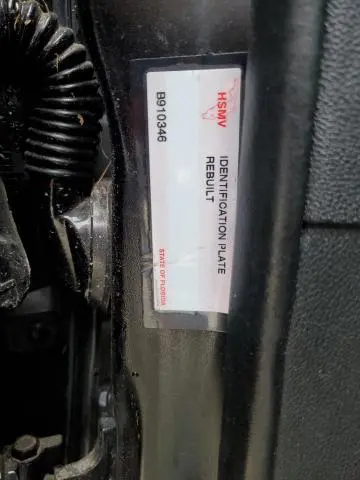 HSMV
IDENTIFICATION PLATE
REBUILT
B910346
STATE OF FLORIDA